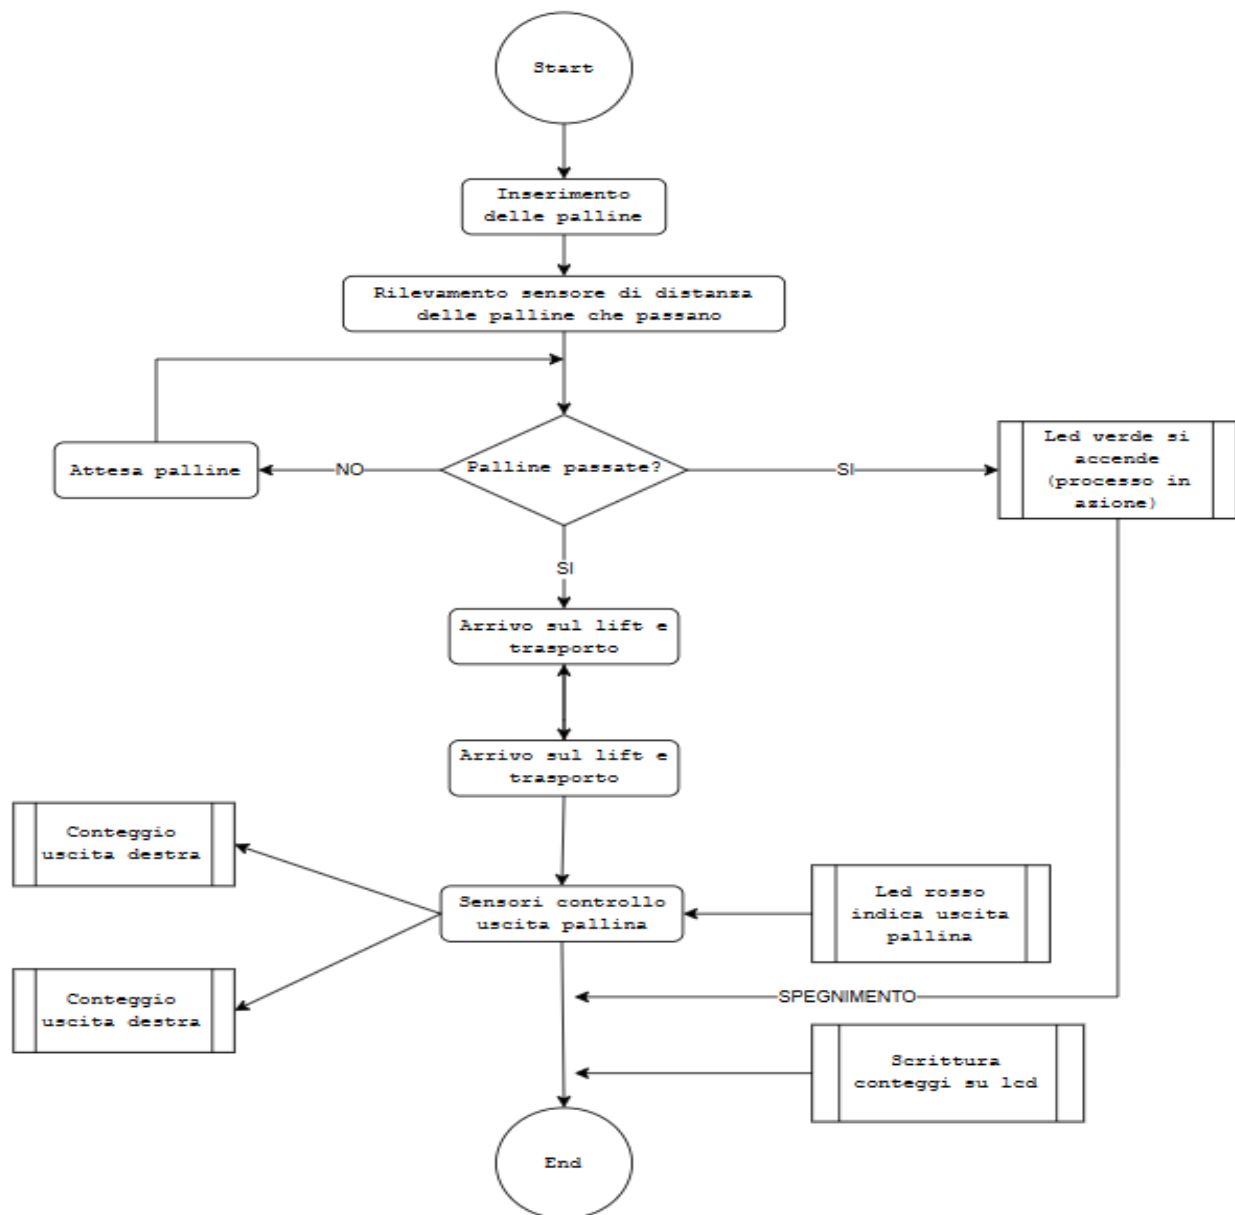 Start
Inserimento
delle palline
Rilevamento sensore di distanza
delle palline che passano
Attesa palline
NO
Palline passate?
SI
Led verde si
accende
(processo in
azione)
SI
Arrivo sul lift e
trasporto
Arrivo sul lift e
trasporto
Conteggio
uscita destra
Sensori controllo
uscita pallina
Led rosso
indica uscita
pallina
Conteggio
uscita destra
SPEGNIMENTO
Scrittura
conteggi su lcd
End